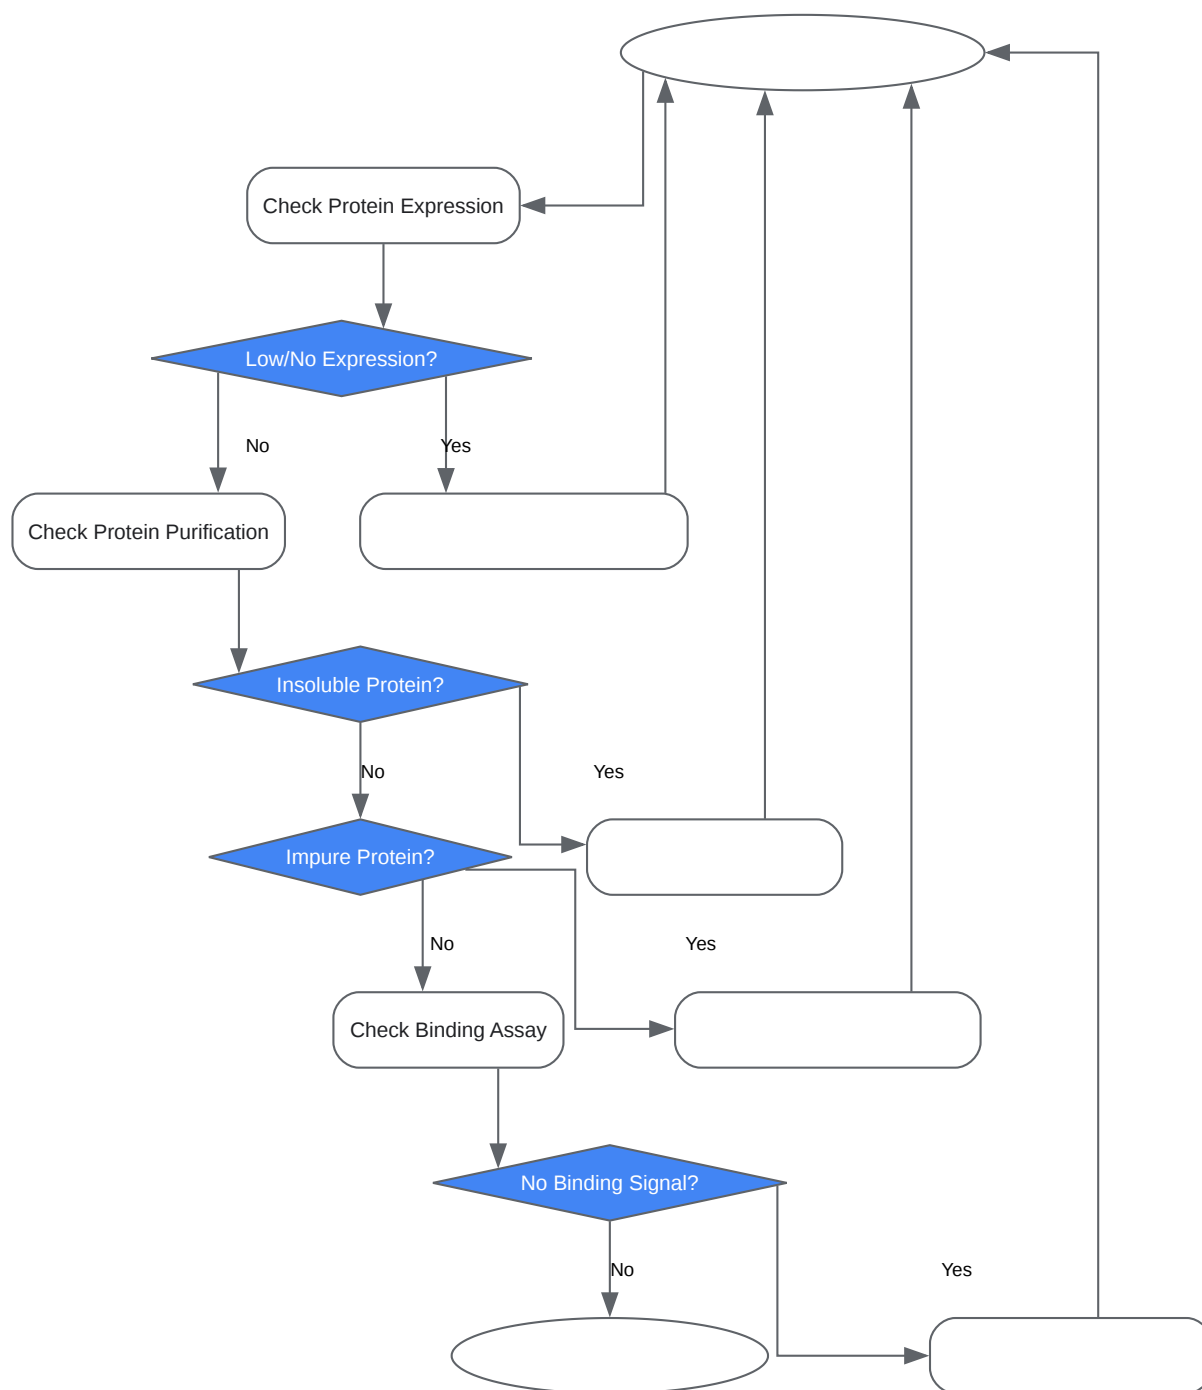 Check Protein Expression
Low/No Expression?
No
Yes
Check Protein Purification
Insoluble Protein?
No
Yes
Impure Protein?
No
Yes
Check Binding Assay
No Binding Signal?
No
Yes